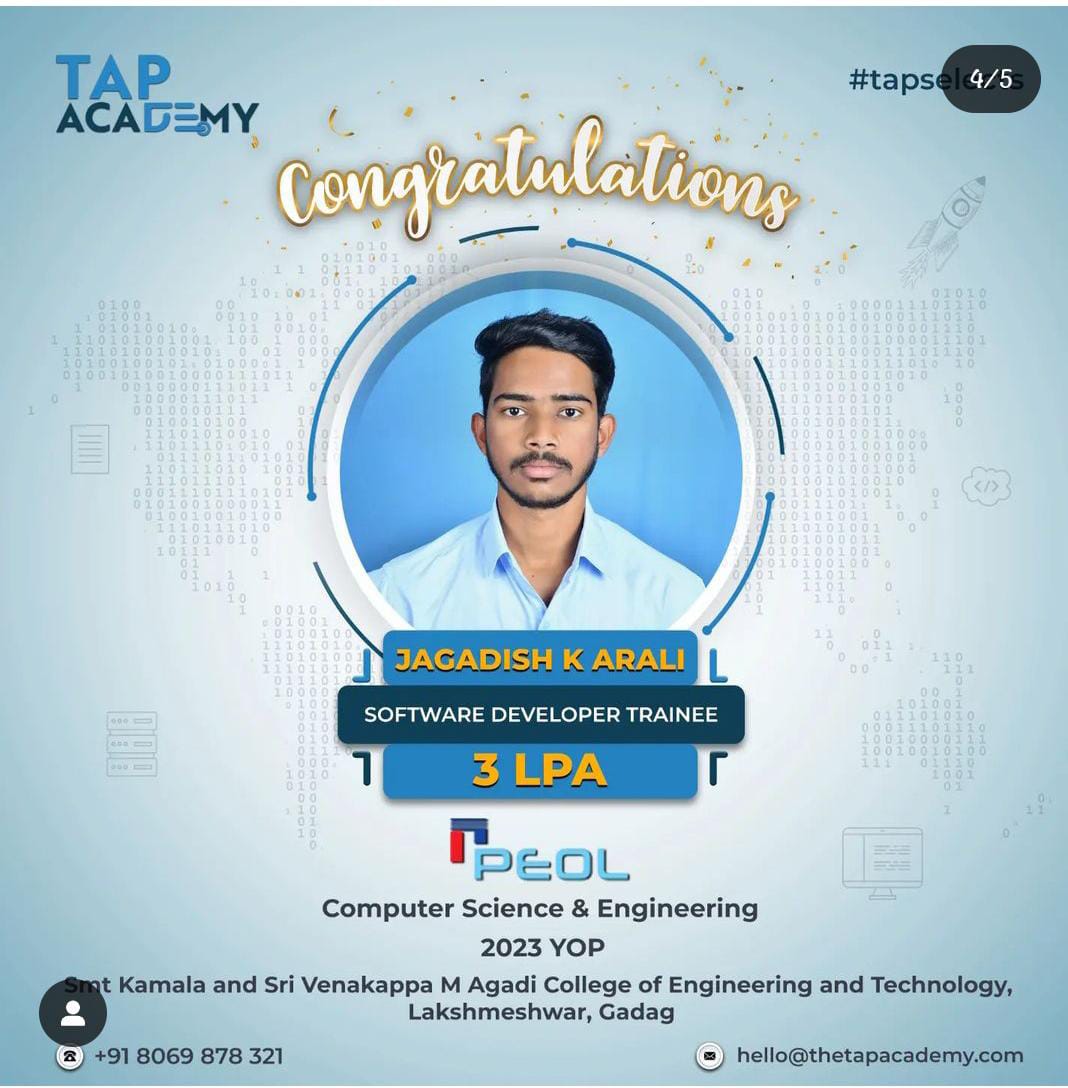 TAP
ACADEMY
4/5
Congratulations
JAGADISH K ARALI
SOFTWARE DEVELOPER TRAINEE
3 LPA
PEOL
Computer Science & Engineering
2023 YOP
Smt Kamala and Sri Venakappa M Agadi College of Engineering and Technology,
Lakshmeshwar, Gadag
+91 8069 878 321
hello@thetapacademy.com